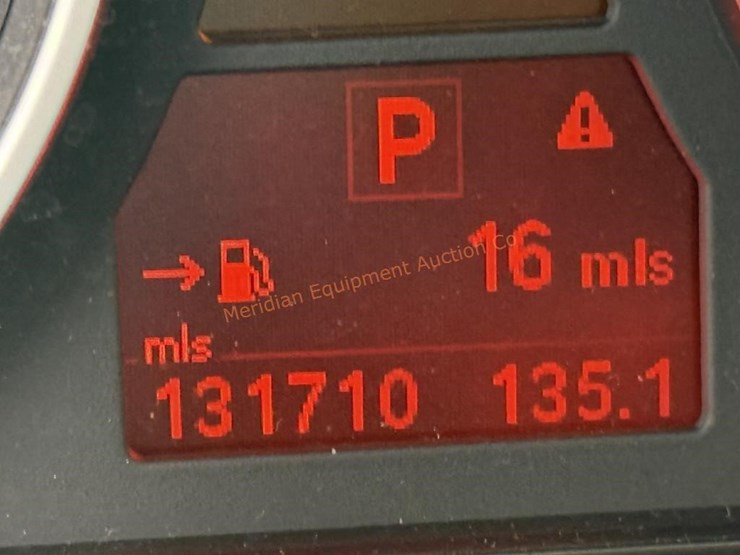 P
16 mls
Meridian Equipment Auction Co
mls
131710 135.1